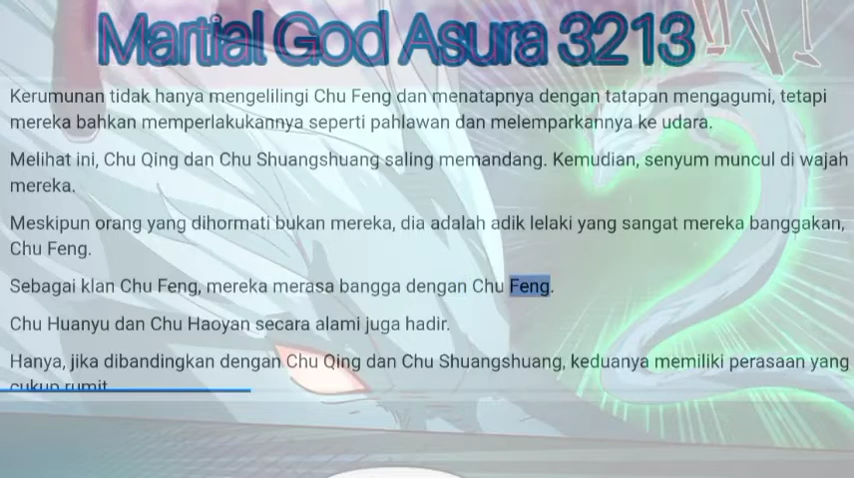 Martial God Asura 3213
Kerumunan tidak hanya mengelilingi Chu Feng dan menatapnya dengan tatapan mengagumi, tetapi
mereka bahkan memperlakukannya seperti pahlawan dan melemparkannya ke udara.
Melihat ini, Chu Qing dan Chu Shuangshuang saling memandang. Kemudian, senyum muncul di wajah
mereka.
Meskipun orang yang dihormati bukan mereka, dia adalah adik lelaki yang sangat mereka banggakan,
Chu Feng.
Sebagai klan Chu Feng, mereka merasa bangga dengan Chu Feng.
Chu Huanyu dan Chu Haoyan secara alami juga hadir.
Hanya, jika dibandingkan dengan Chu Qing dan Chu Shuangshuang, keduanya memiliki perasaan yang
cukup rumit